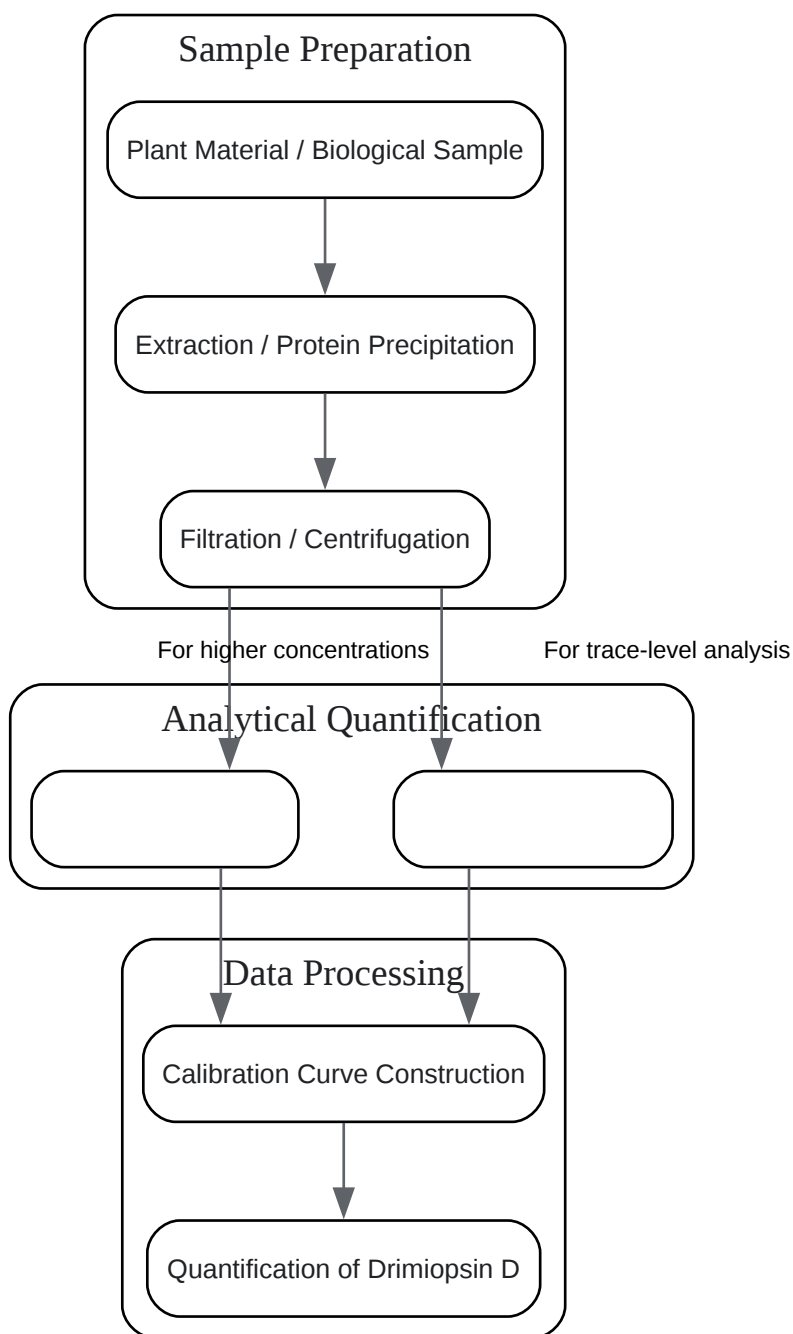 Sample Preparation
Plant Material / Biological Sample
Extraction / Protein Precipitation
Filtration / Centrifugation
For higher concentrations
For trace-level analysis
Analytical Quantification
Data Processing
Calibration Curve Construction
Quantification of Drimiopsin D